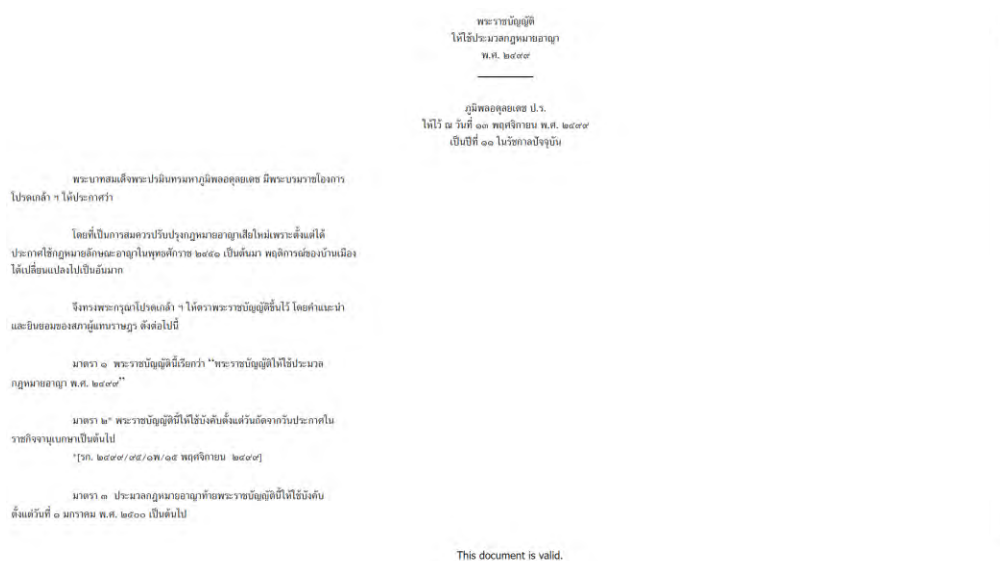 พระราชบัญญัติ
ให้ใช้ประมวลกฎหมายอาญา
พ.ศ. ๒๔๙๙
ภูมิพลอดุลยเดช ป.ร.
ให้ไว้ ณ วันที่ ๑๓ พฤศจิกายน พ.ศ. ๒๔๙๙
เป็นปีที่ ๑๑ ในรัชกาลปัจจุบัน
พระบาทสมเด็จพระปรมินทรมหาภูมิพลอดุลยเดช มีพระบรมราชโองการ
โปรดเกล้า ฯ ให้ประกาศว่า
โดยที่เป็นการสมควรปรับปรุงกฎหมายอาญาเสียใหม่เพราะตั้งแต่ได้
ประกาศใช้กฎหมายลักษณะอาญาในพุทธศักราช ๒๔๕๑ เป็นต้นมา พฤติการณ์ของบ้านเมือง
ได้เปลี่ยนแปลงไปเป็นอันมาก
จึงทรงพระกรุณาโปรดเกล้า ฯ ให้ตราพระราชบัญญัติขึ้นไว้ โดยคำแนะนำ
และยินยอมของสภาผู้แทนราษฎร ดังต่อไปนี้
มาตรา ๑ พระราชบัญญัตินี้เรียกว่า “พระราชบัญญัติให้ใช้ประมวล
กฎหมายอาญา พ.ศ. ๒๔๙๙”
มาตรา ๒* พระราชบัญญัตินี้ให้ใช้บังคับตั้งแต่วันถัดจากวันประกาศใน
ราชกิจจานุเบกษาเป็นต้นไป
*[รก. ๒๔๙๙/๙๕/๑พ/๑๕ พฤศจิกายน ๒๔๙๙]
มาตรา ๓ ประมวลกฎหมายอาญาท้ายพระราชบัญญัตินี้ให้ใช้บังคับ
ตั้งแต่วันที่ ๑ มกราคม พ.ศ. ๒๕๐๐ เป็นต้นไป
This document is valid.